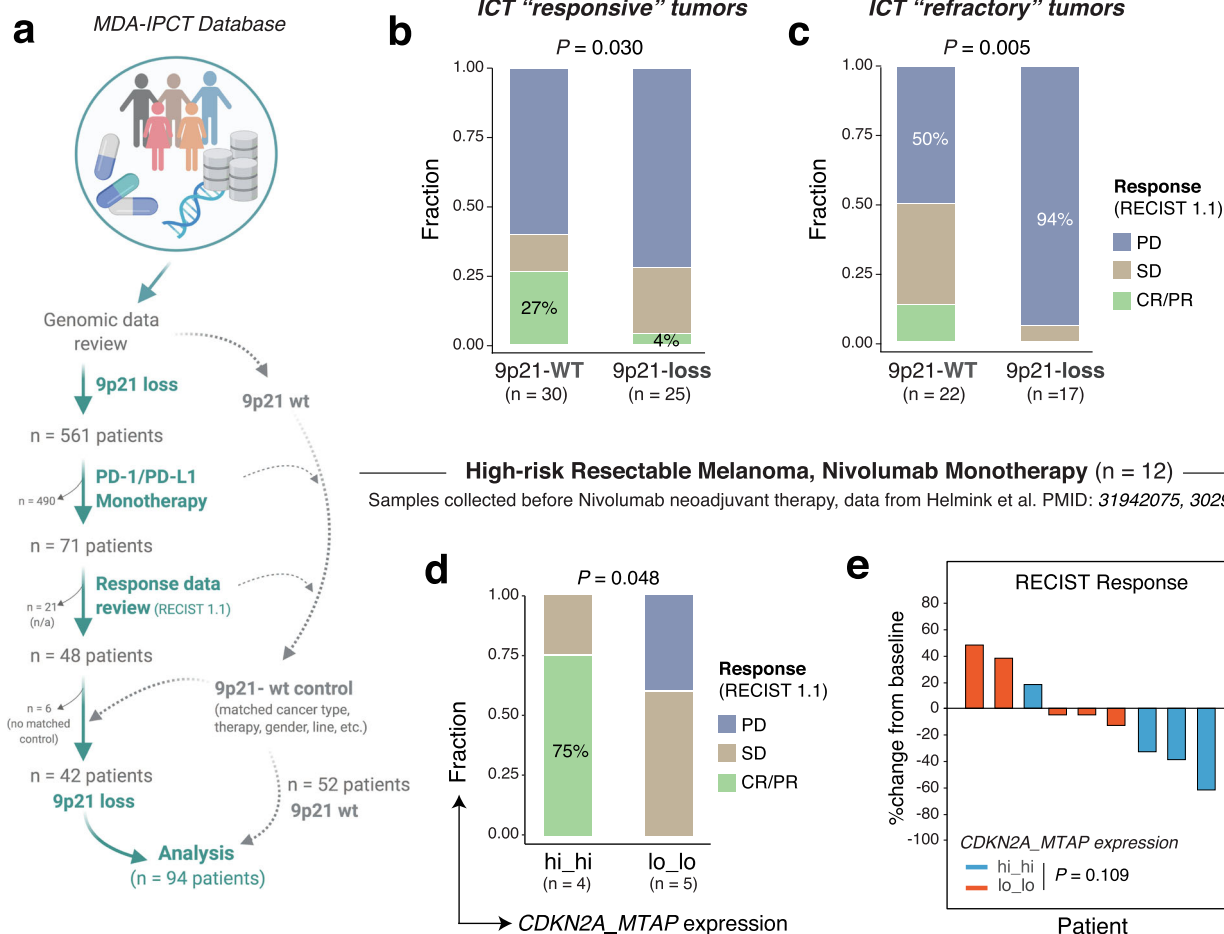 a
MDA-IPCT Database
Genomic data
review
9p21 loss
9p21 wt
n = 561 patients
PD-1/PD-L1
Monotherapy
n = 490
n = 71 patients
Response data
review (RECIST 1.1)
n = 21
(n/a)
n = 48 patients
9p21- wt control
(matched cancer type,
therapy, gender, line, etc.)
n = 6
(no matched
control)
n = 42 patients
9p21 loss
n = 52 patients
9p21 wt
Analysis
(n = 94 patients)
b
ICT “responsive” tumors
P = 0.030
Fraction
1.00
0.75
0.50
0.25
0.00
27%
4%
9p21-WT
(n = 30)
9p21-loss
(n = 25)
c
ICT “refractory” tumors
P = 0.005
Fraction
1.00
0.75
0.50
0.25
0.00
50%
94%
9p21-WT
(n = 22)
9p21-loss
(n =17)
Response
(RECIST 1.1)
PD
SD
CR/PR
High-risk Resectable Melanoma, Nivolumab Monotherapy (n = 12)
Samples collected before Nivolumab neoadjuvant therapy, data from Helmink et al. PMID: 31942075, 3029
d
P = 0.048
Fraction
1.00
0.75
0.50
0.25
0.00
75%
hi_hi
(n = 4)
lo_lo
(n = 5)
CDKN2A_MTAP expression
Response
(RECIST 1.1)
PD
SD
CR/PR
e
RECIST Response
%change from baseline
80
60
40
20
0
-20
-40
-60
-80
-100
CDKN2A_MTAP expression
hi_hi
lo_lo
P = 0.109
Patient